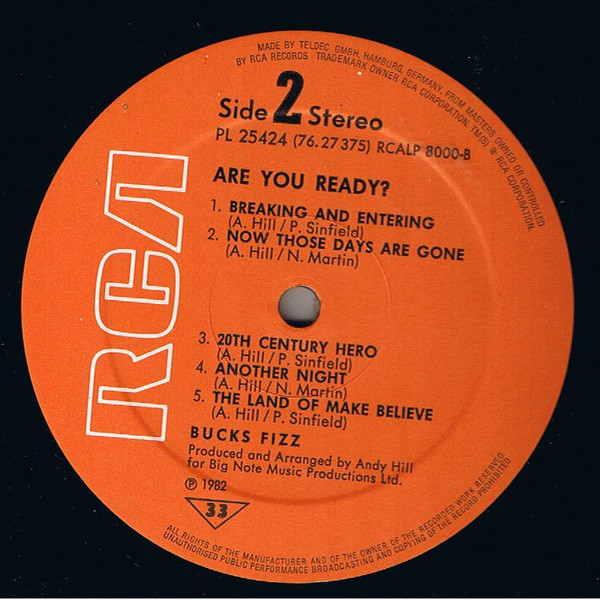 MADE BY TELDEC GMBH, HAMBURG, GERMANY, FROM MASTERS OWNED OR CONTROLLED
BY RCA RECORDS TRADEMARK OWNER RCA CORPORATION, TM(S) ® RCA CORPORATION.
Side 2 Stereo
PL 25424 (76.27375) RCALP 8000-B
ARE YOU READY?
1. BREAKING AND ENTERING
(A. Hill / P. Sinfield)
2. NOW THOSE DAYS ARE GONE
(A. Hill / N. Martin)
RCA
3. 20TH CENTURY HERO
(A. Hill / P. Sinfield)
4. ANOTHER NIGHT
(A. Hill / N. Martin)
5. THE LAND OF MAKE BELIEVE
(A. Hill / P. Sinfield)
BUCKS FIZZ
Produced and Arranged by Andy Hill
for Big Note Music Productions Ltd.
℗ 1982
33
ALL RIGHTS OF THE MANUFACTURER AND OF THE OWNER OF THE RECORDED WORK RESERVED.
UNAUTHORISED PUBLIC PERFORMANCE BROADCASTING AND COPYING OF THE RECORD PROHIBITED